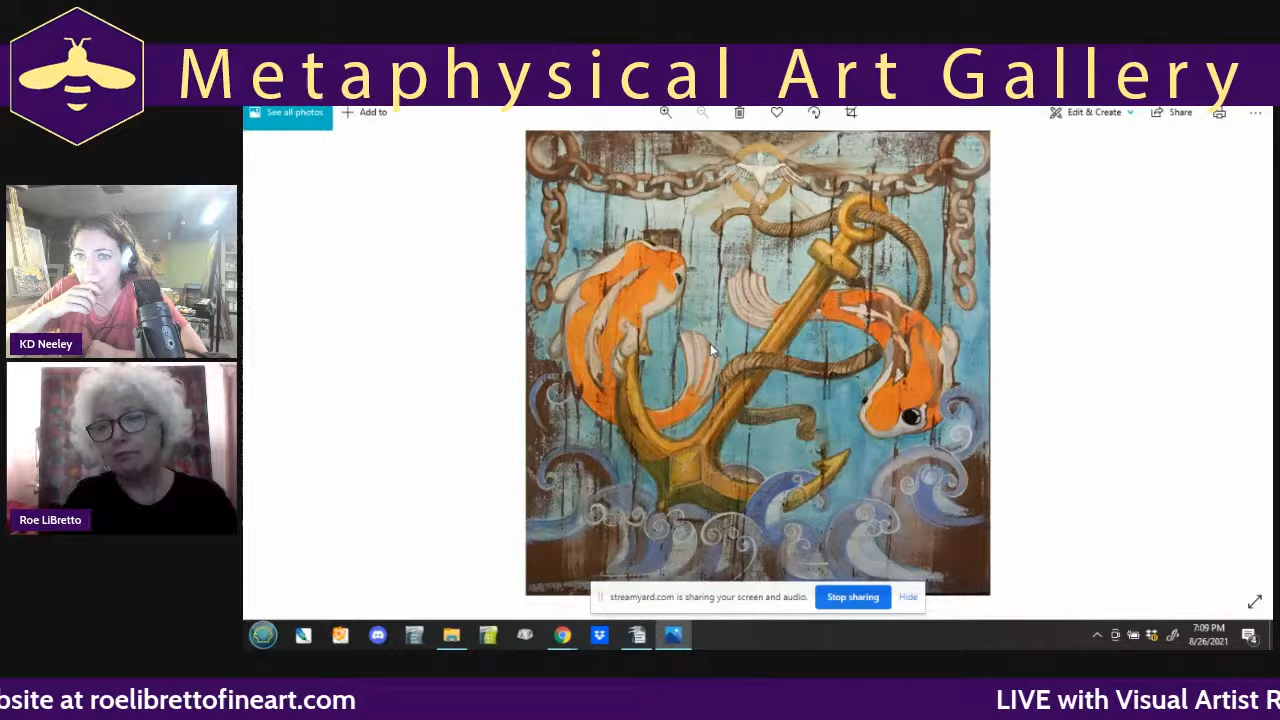 Metaphysical Art Gallery
See all photos
Add to
Edit & Create
Share
KD Neeley
Roe LiBretto
streamyard.com is sharing your screen and audio.
Stop sharing
Hide
7:09 PM
8/26/2021
4
bsite at roelibrettofineart.com
LIVE with Visual Artist R